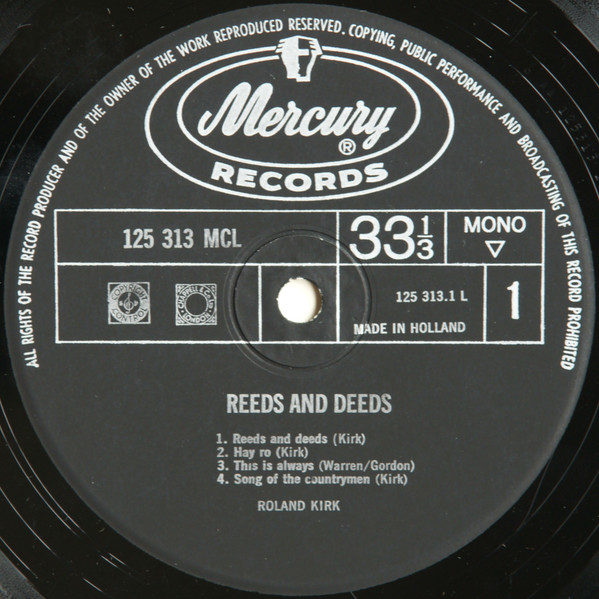 ALL RIGHTS OF THE RECORD PRODUCER AND OF THE OWNER OF THE WORK REPRODUCED RESERVED. COPYING, PUBLIC PERFORMANCE AND BROADCASTING OF THIS RECORD PROHIBITED
Mercury ®
RECORDS
125 313 MCL
33 1/3
MONO
125 313.1 L
MADE IN HOLLAND
1
REEDS AND DEEDS
1. Reeds and deeds (Kirk)
2. Hay ro (Kirk)
3. This is always (Warren/Gordon)
4. Song of the countrymen (Kirk)
ROLAND KIRK